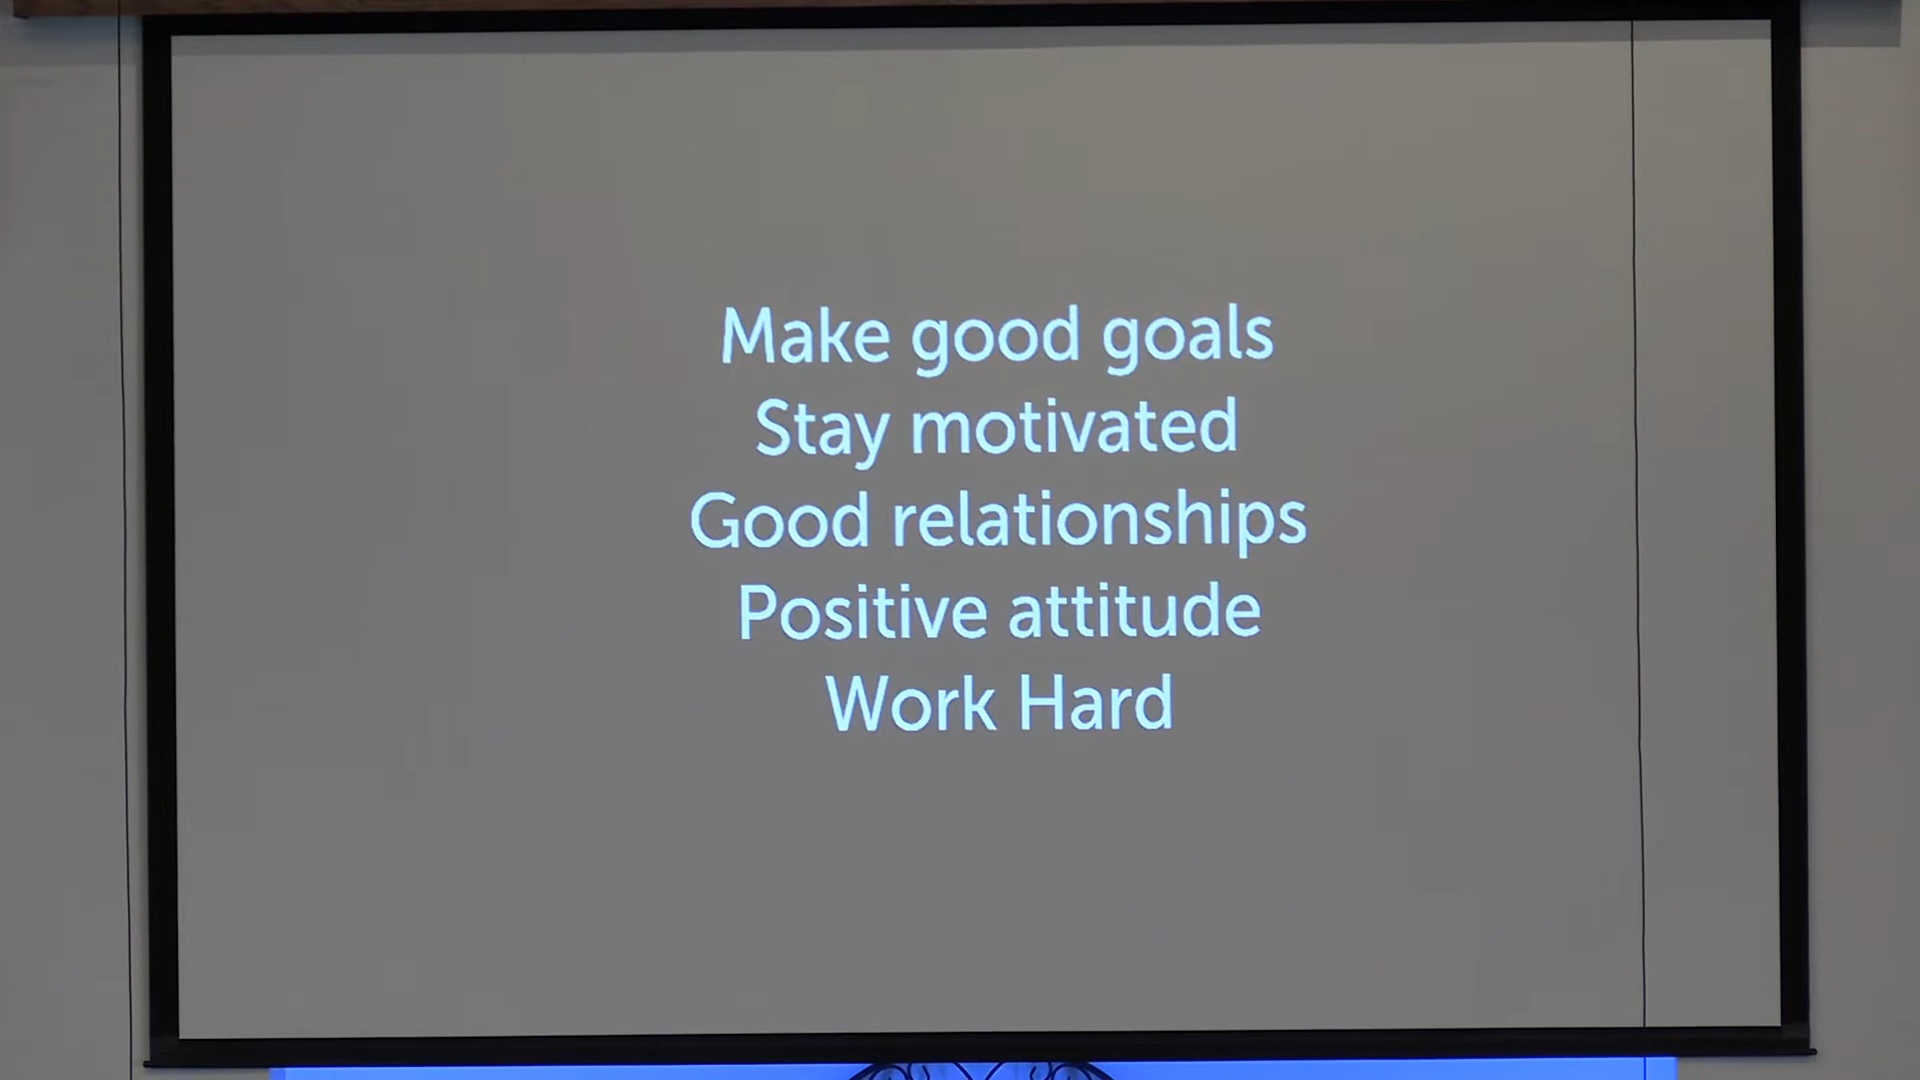 Make good goals
Stay motivated
Good relationships
Positive attitude
Work Hard